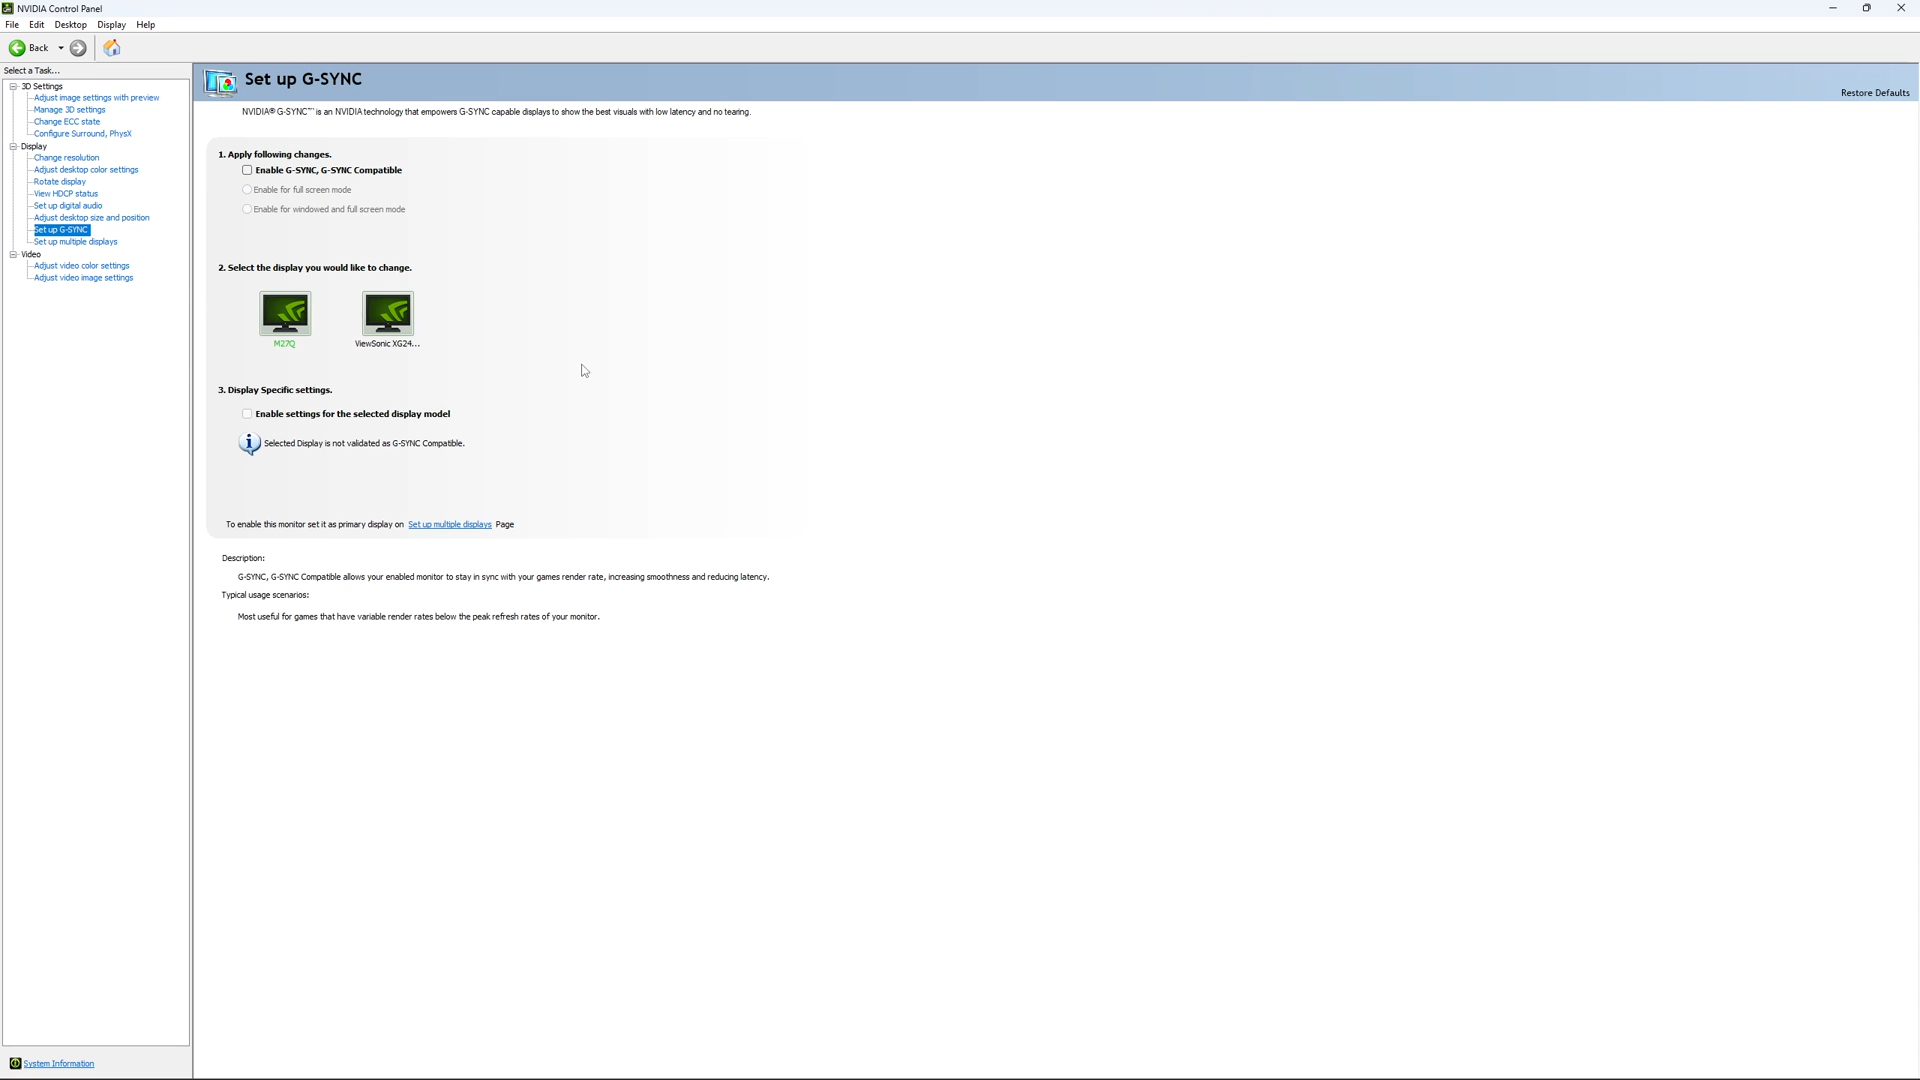 NVIDIA Control Panel
File Edit Desktop Display Help
Back
Select a Task...
3D Settings
Adjust image settings with preview
Manage 3D settings
Change ECC state
Configure Surround, PhysX
Display
Change resolution
Adjust desktop color settings
Rotate display
View HDCP status
Set up digital audio
Adjust desktop size and position
Set up G-SYNC
Set up multiple displays
Video
Adjust video color settings
Adjust video image settings
System Information
Set up G-SYNC
Restore Defaults
NVIDIA® G-SYNC™ is an NVIDIA technology that empowers G-SYNC capable displays to show the best visuals with low latency and no tearing.
1. Apply following changes.
Enable G-SYNC, G-SYNC Compatible
Enable for full screen mode
Enable for windowed and full screen mode
2. Select the display you would like to change.
M27Q ViewSonic XG24...
3. Display Specific settings.
Enable settings for the selected display model
Selected Display is not validated as G-SYNC Compatible.
To enable this monitor set it as primary display on Set up multiple displays Page
Description:
G-SYNC, G-SYNC Compatible allows your enabled monitor to stay in sync with your games render rate, increasing smoothness and reducing latency.
Typical usage scenarios:
Most useful for games that have variable render rates below the peak refresh rates of your monitor.